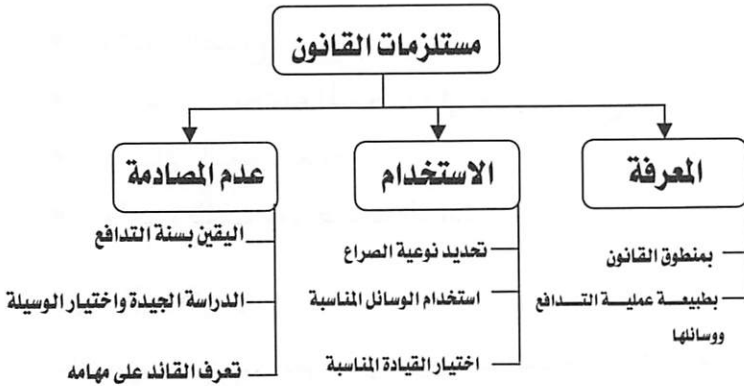 مستلزمات القانون
المعرفة
بمنطوق القانون
بطبيعة عملية التدافع
ووسائلها
الاستخدام
تحديد نوعية الصراع
استخدام الوسائل المناسبة
اختيار القيادة المناسبة
عدم المصادمة
اليقين بسنة التدافع
الدراسة الجيدة واختيار الوسيلة
تعرف القائد على مهامه